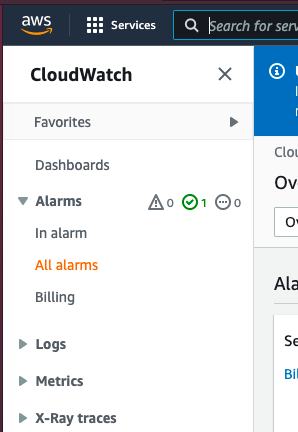 aws
Services
Search for serv
CloudWatch
Favorites
Dashboards
Alarms 0 1 0
In alarm
All alarms
Billing
Logs
Metrics
X-Ray traces
Clou
Ov
Ov
Ala
Se
Bil